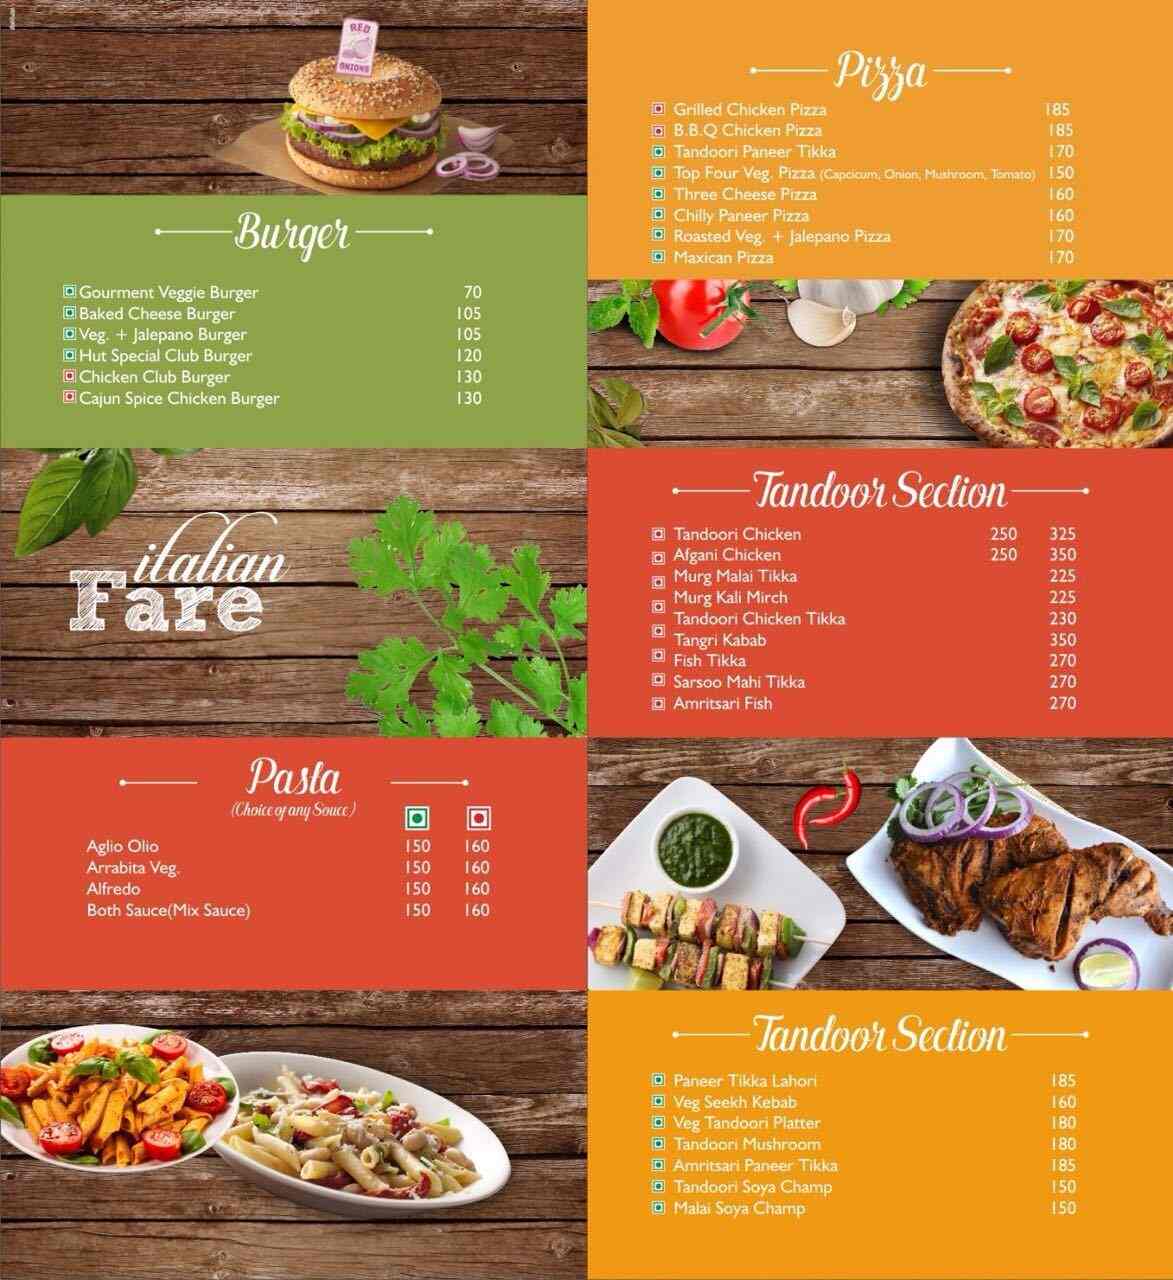 RED
ONIONS
Burger
Gourment Veggie Burger 70
Baked Cheese Burger 105
Veg. + Jalepano Burger 105
Hut Special Club Burger 120
Chicken Club Burger 130
Cajun Spice Chicken Burger 130
italian
Fare
Pasta
(Choice of any Souce)
Aglio Olio 150 160
Arrabita Veg. 150 160
Alfredo 150 160
Both Sauce(Mix Sauce) 150 160
Pizza
Grilled Chicken Pizza 185
B.B.Q Chicken Pizza 185
Tandoori Paneer Tikka 170
Top Four Veg. Pizza (Capcicum, Onion, Mushroom, Tomato) 150
Three Cheese Pizza 160
Chilly Paneer Pizza 160
Roasted Veg. + Jalepano Pizza 170
Maxican Pizza 170
Tandoor Section
Tandoori Chicken 250 325
Afgani Chicken 250 350
Murg Malai Tikka 225
Murg Kali Mirch 225
Tandoori Chicken Tikka 230
Tangri Kabab 350
Fish Tikka 270
Sarsoo Mahi Tikka 270
Amritsari Fish 270
Tandoor Section
Paneer Tikka Lahori 185
Veg Seekh Kebab 160
Veg Tandoori Platter 180
Tandoori Mushroom 180
Amritsari Paneer Tikka 185
Tandoori Soya Champ 150
Malai Soya Champ 150